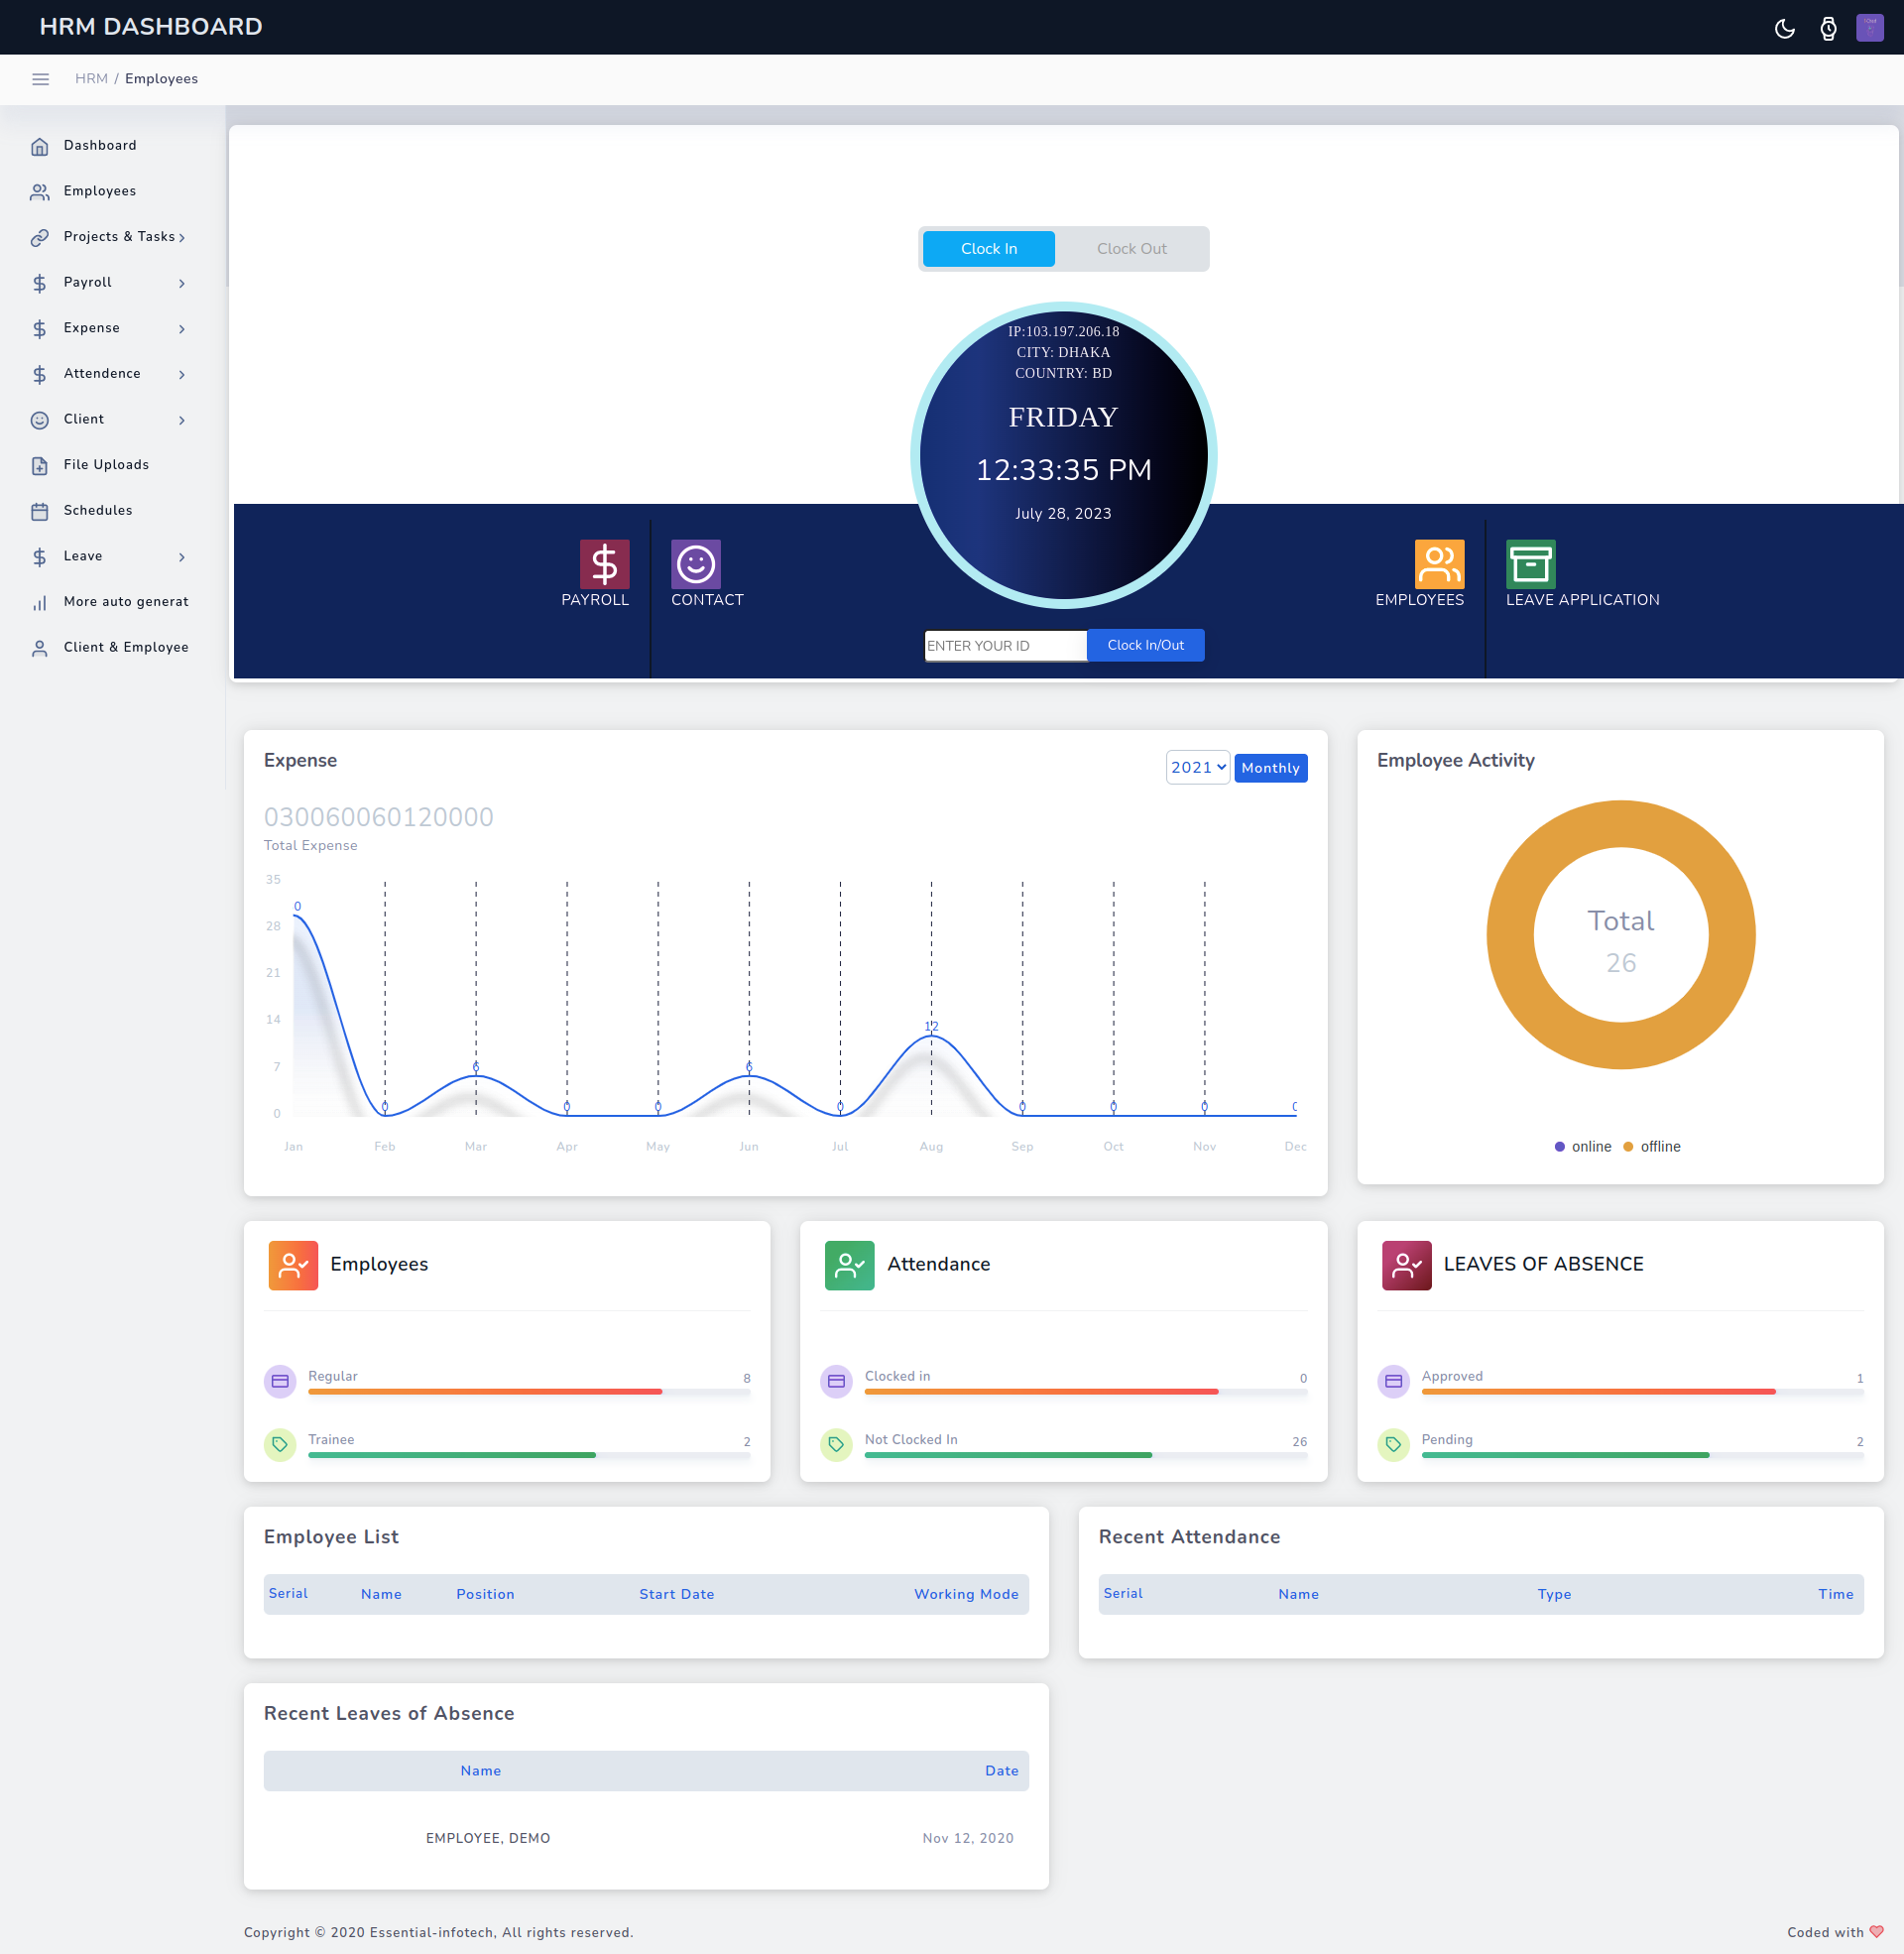 HRM DASHBOARD
HRM / Employees
Dashboard
Employees
Projects & Tasks
Payroll
Expense
Attendence
Client
File Uploads
Schedules
Leave
More auto generat
Client & Employee
Clock In Clock Out
IP:103.197.206.18
CITY: DHAKA
COUNTRY: BD
FRIDAY
12:33:35 PM
July 28, 2023
PAYROLL CONTACT EMPLOYEES LEAVE APPLICATION
ENTER YOUR ID Clock In/Out
Expense 2021 Monthly
030060060120000
Total Expense
35
28
21
14
7
0
0 0 6 0 0 6 0 12 0 0 0 0
Jan Feb Mar Apr May Jun Jul Aug Sep Oct Nov Dec
Employee Activity
Total
26
online offline
Employees
Regular 8
Trainee 2
Attendance
Clocked in 0
Not Clocked In 26
LEAVES OF ABSENCE
Approved 1
Pending 2
Employee List
Serial Name Position Start Date Working Mode
Recent Attendance
Serial Name Type Time
Recent Leaves of Absence
Name Date
EMPLOYEE, DEMO Nov 12, 2020
Copyright © 2020 Essential-infotech, All rights reserved. Coded with